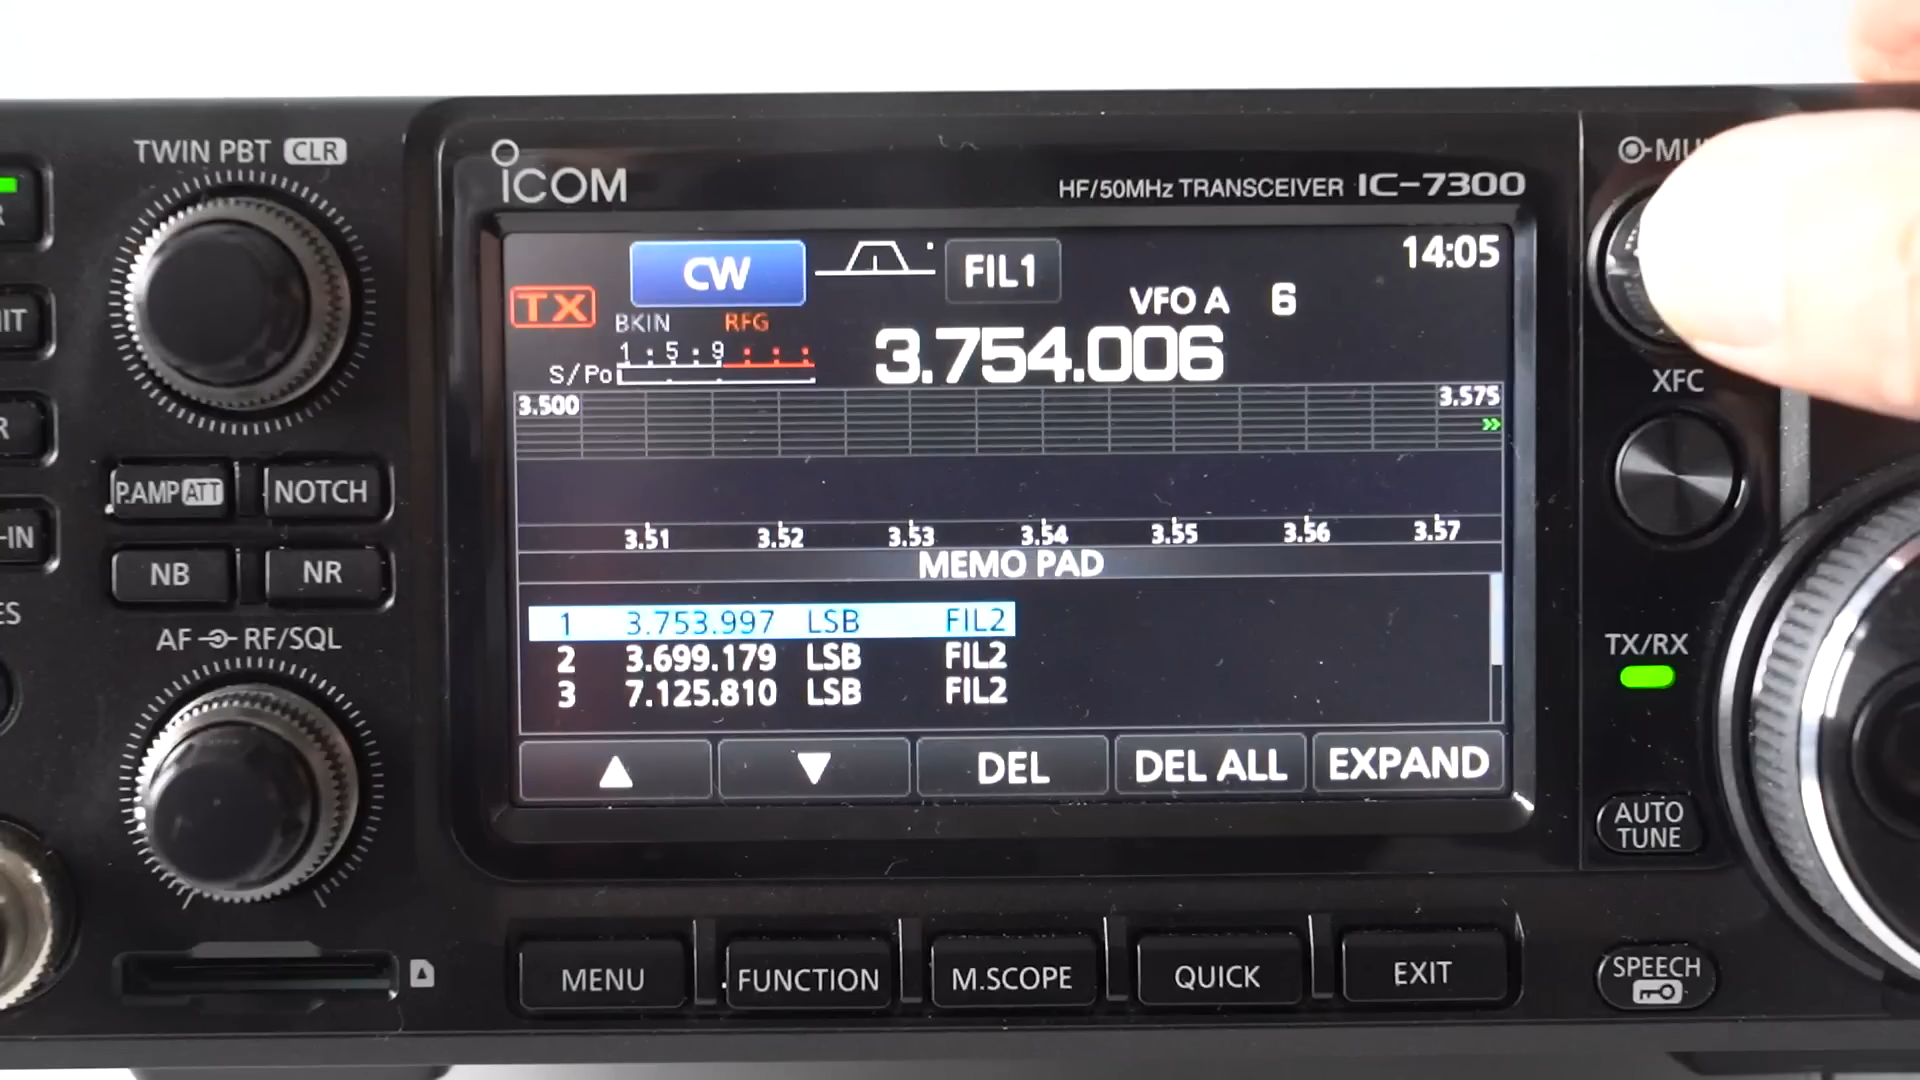 TWIN PBT CLR
P.AMP ATT
NOTCH
-IN
NB
NR
AF RF/SQL
ICOM
HF/50MHz TRANSCEIVER IC-7300
CW
FIL1
14:05
TX
BKIN
RFG
VFO A
6
1 : 5 : 9 : : :
S/Po
3.754.006
3.500
3.575
3.51 3.52 3.53 3.54 3.55 3.56 3.57
MEMO PAD
1 3.753.997 LSB FIL2
2 3.699.179 LSB FIL2
3 7.125.810 LSB FIL2
DEL
DEL ALL
EXPAND
MENU
FUNCTION
M.SCOPE
QUICK
EXIT
XFC
TX/RX
AUTO
TUNE
SPEECH